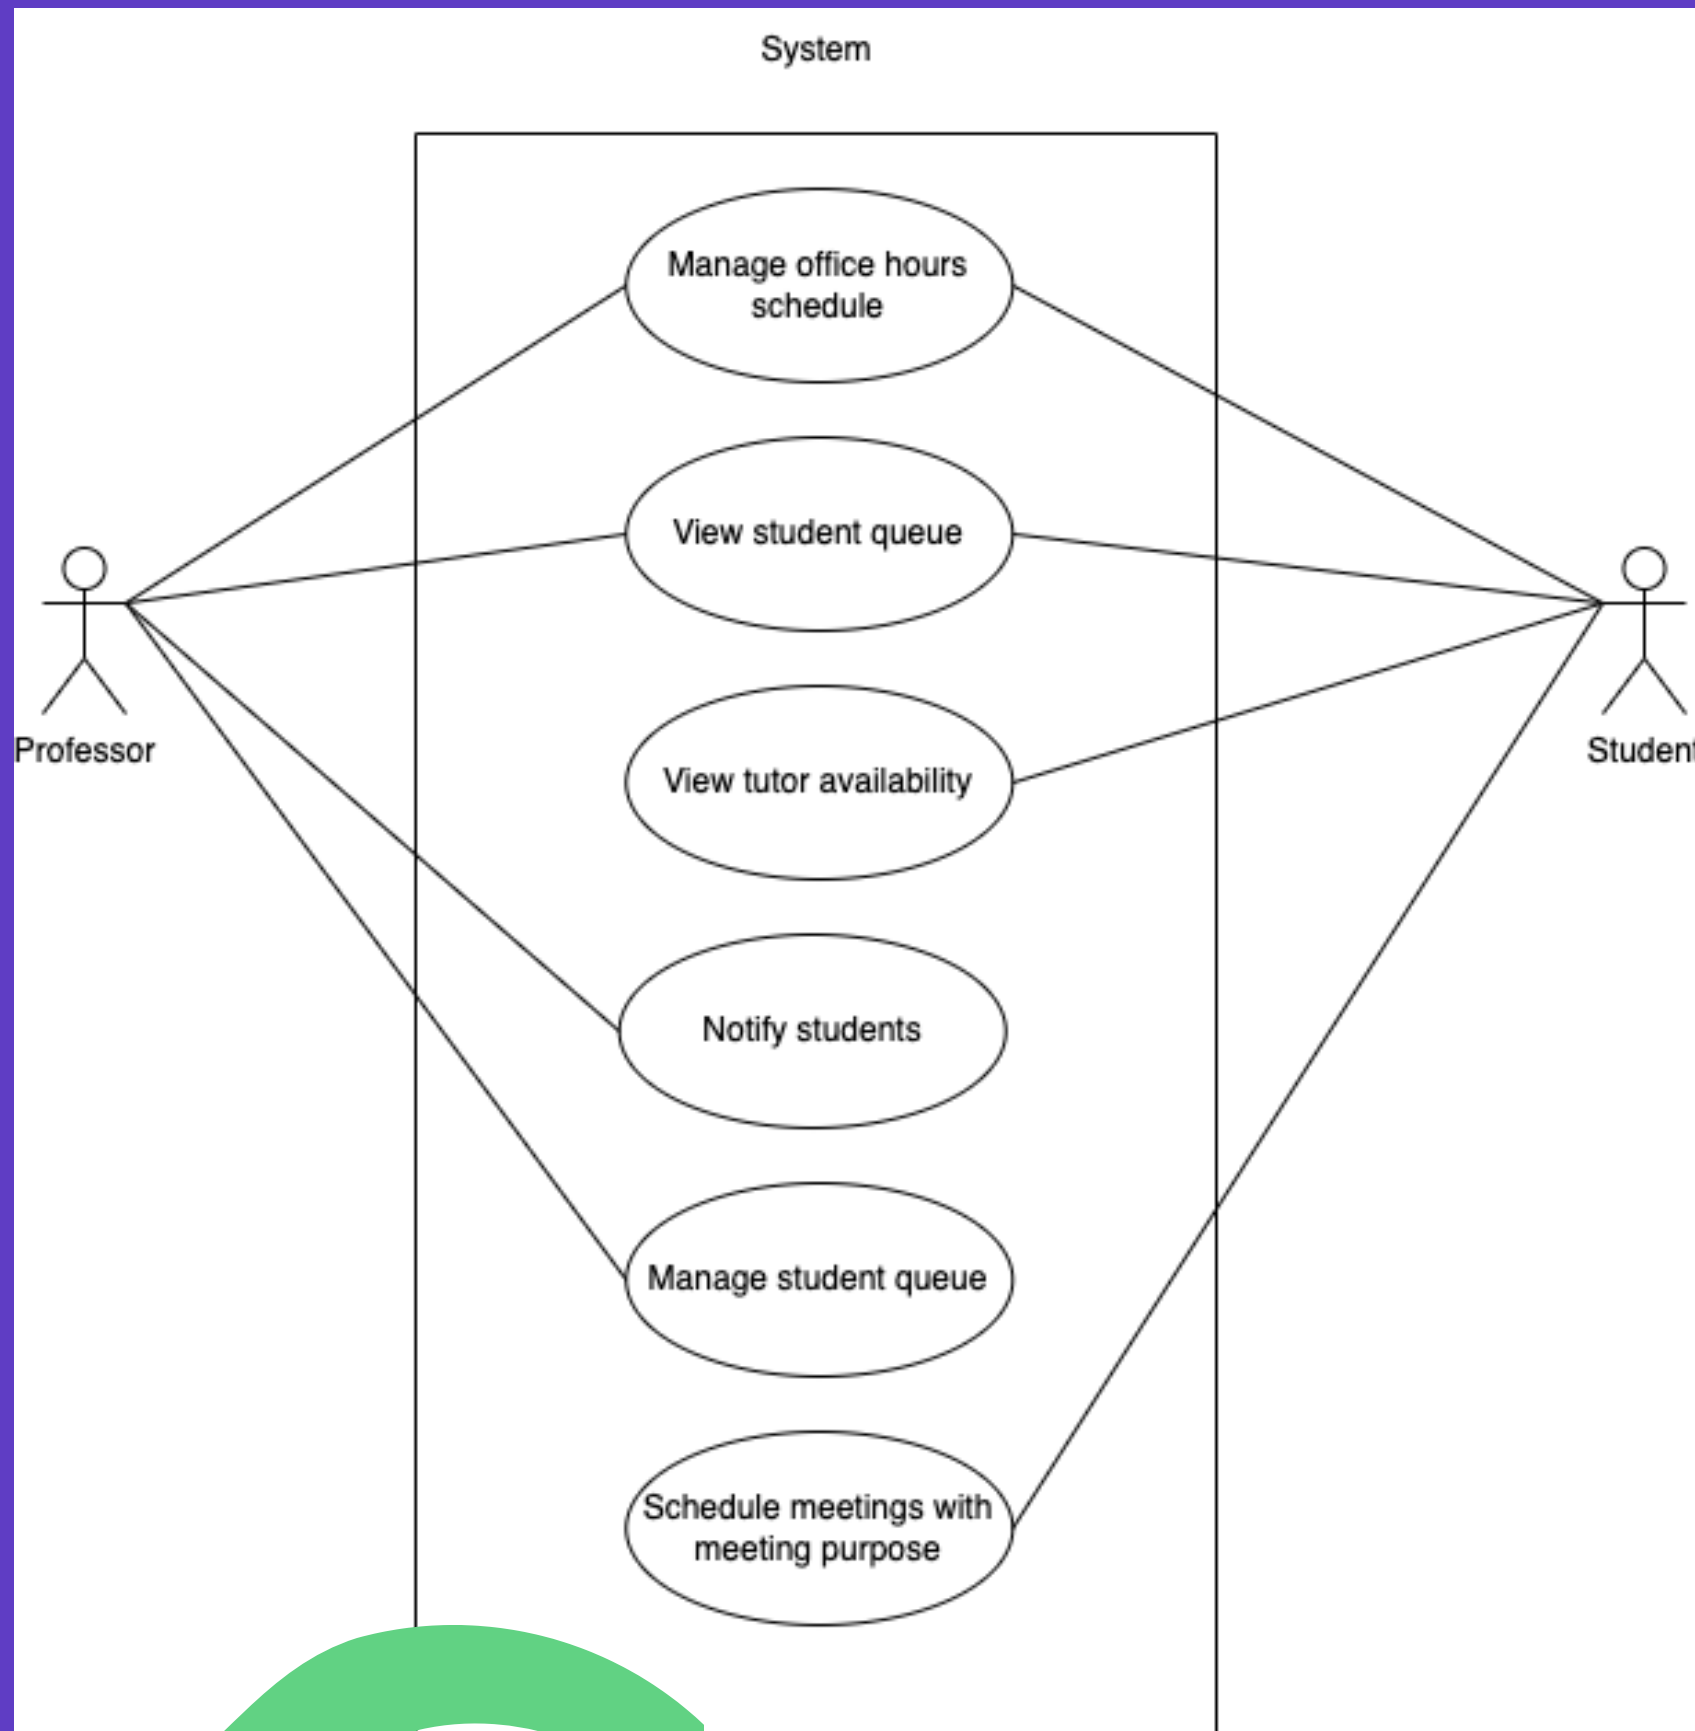 System
Manage office hours
schedule
View student queue
Professor
Student
View tutor availability
Notify students
Manage student queue
Schedule meetings with
meeting purpose